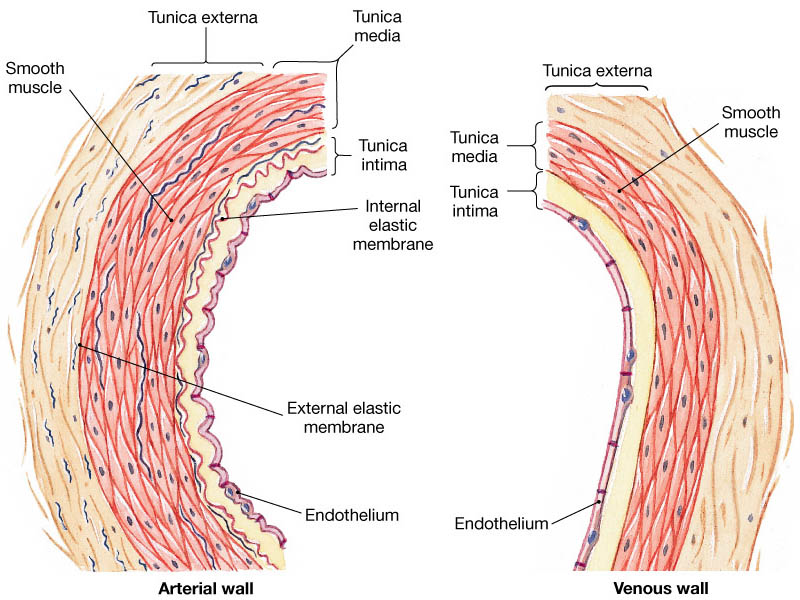 Tunica externa
Tunica
media
Smooth
muscle
Tunica
intima
Internal
elastic
membrane
External elastic
membrane
Endothelium
Arterial wall
Tunica externa
Smooth
muscle
Tunica
media
Tunica
intima
Endothelium
Venous wall